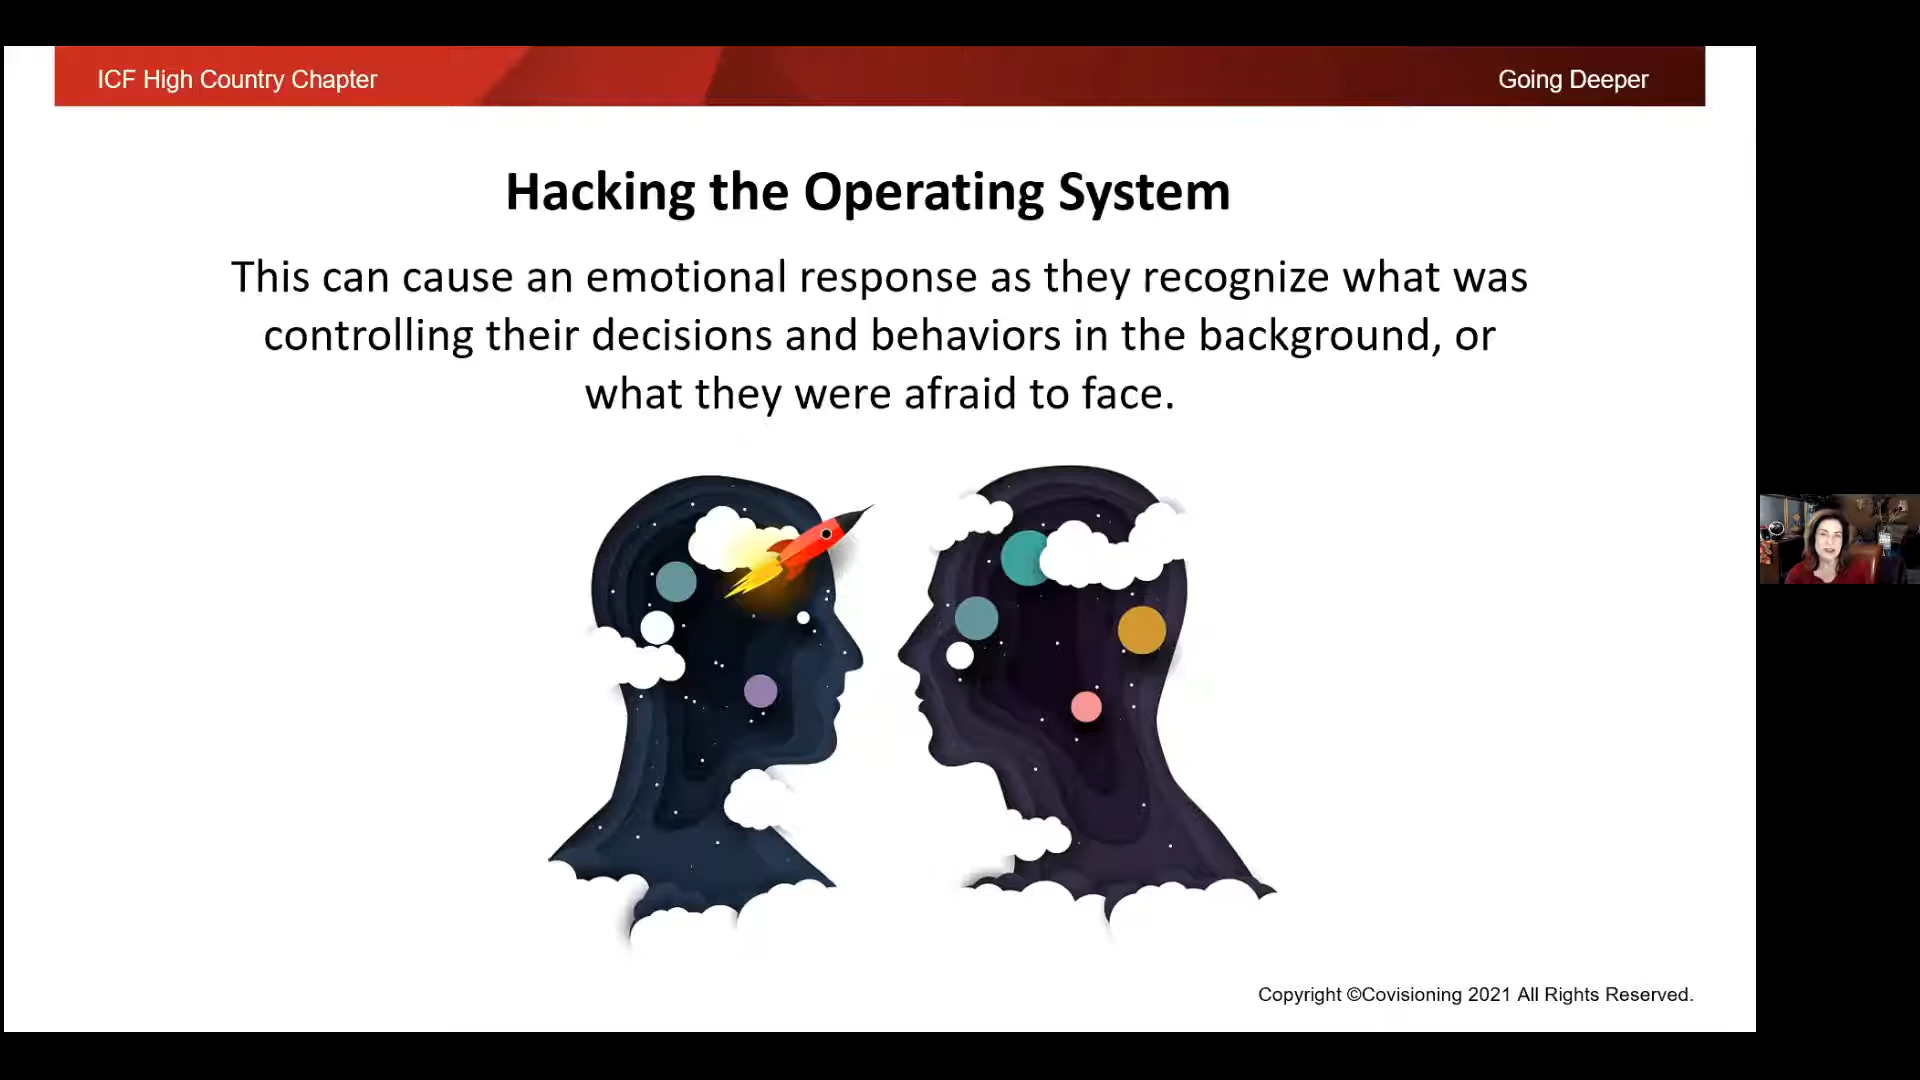 ICF High Country Chapter
Going Deeper
Hacking the Operating System
This can cause an emotional response as they recognize what was
controlling their decisions and behaviors in the background, or
what they were afraid to face.
Copyright ©Covisioning 2021 All Rights Reserved.